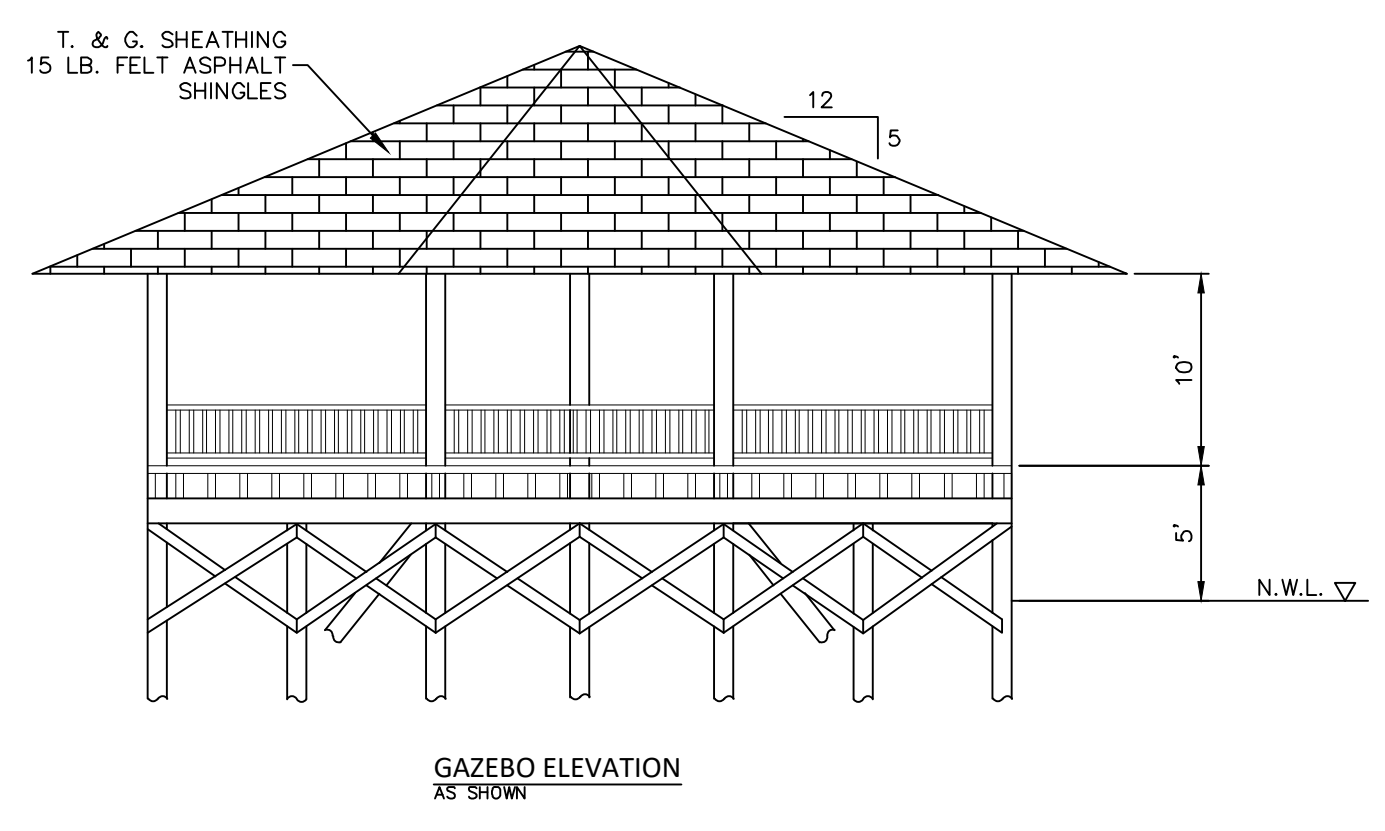 T. & G. SHEATHING
15 LB. FELT ASPHALT
SHINGLES
12
5
10'
5'
N.W.L.
GAZEBO ELEVATION
AS SHOWN